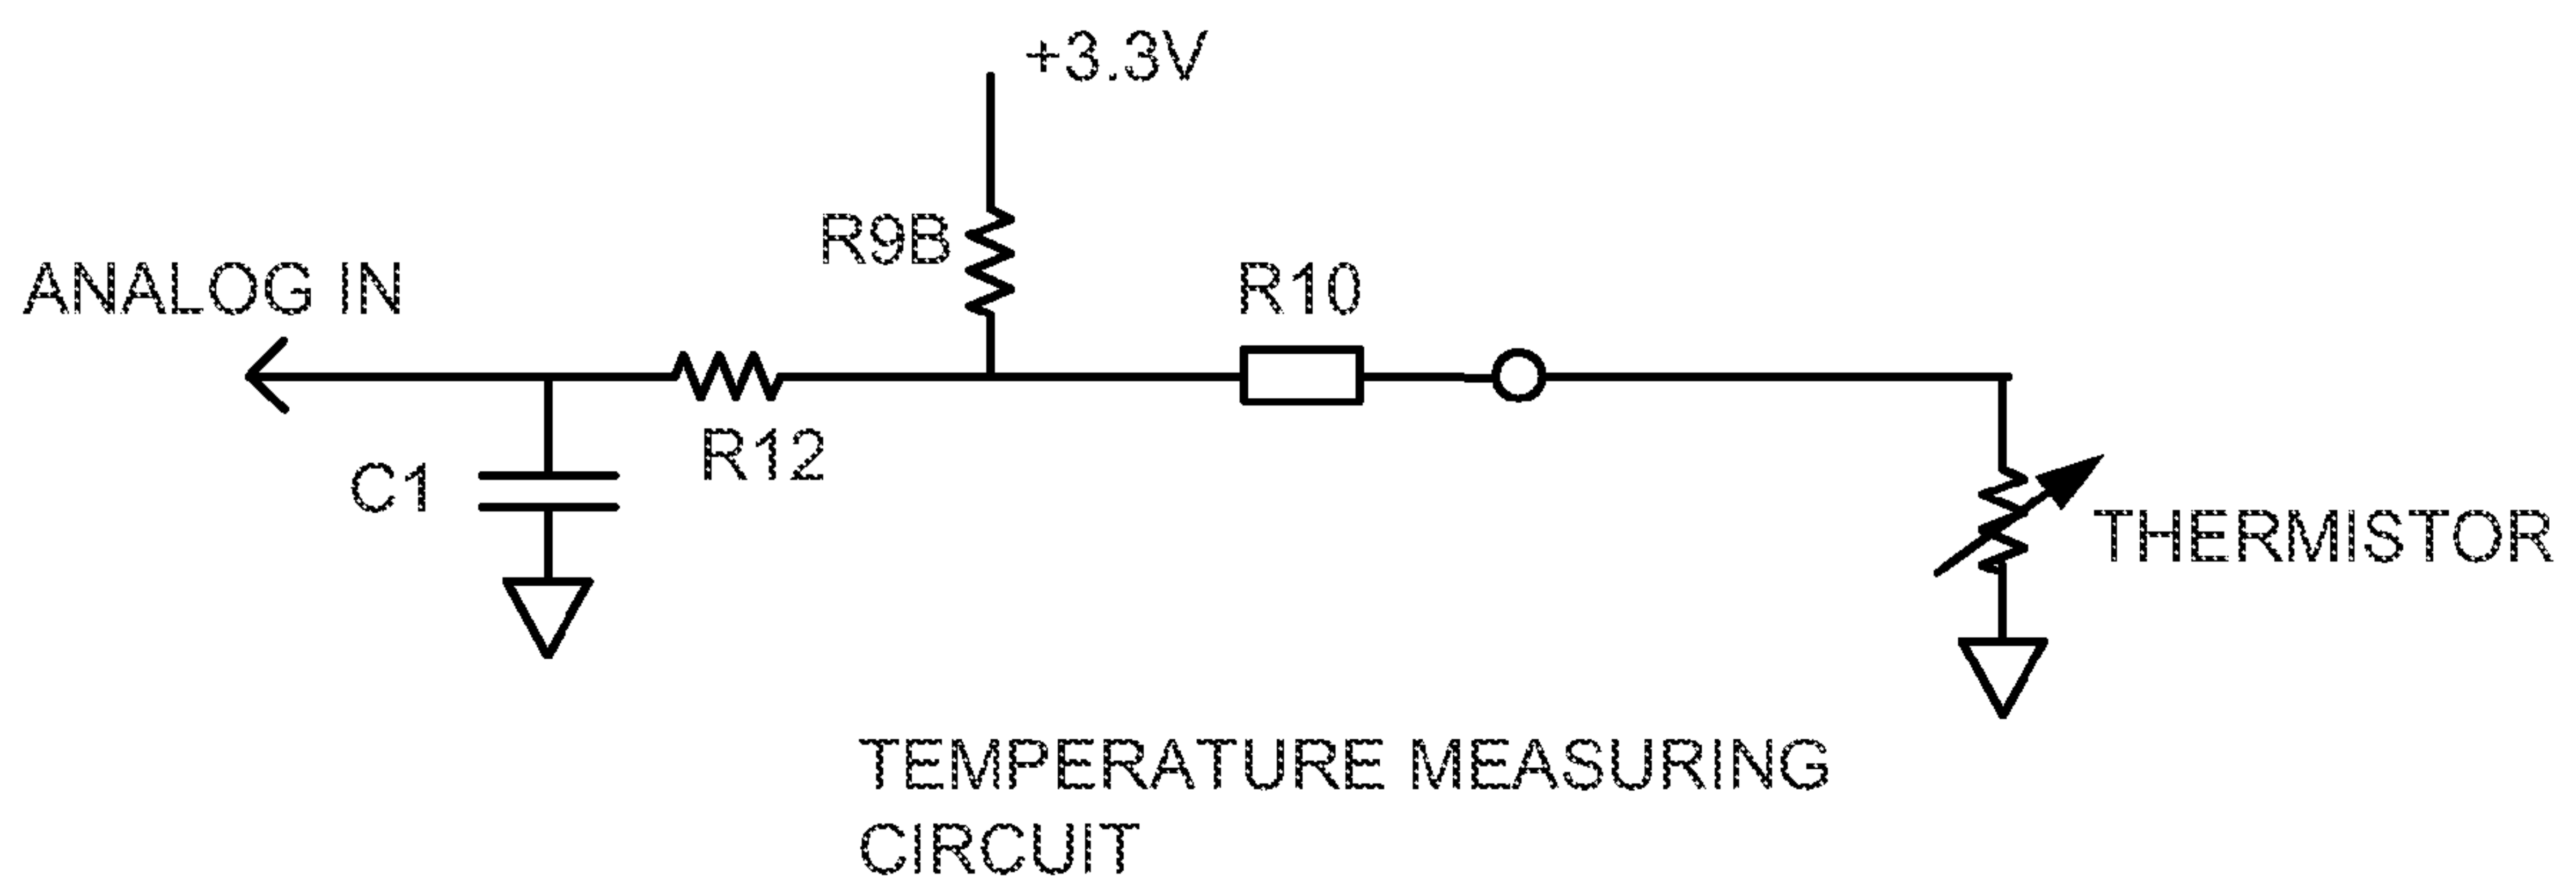 +3.3V
R9B
ANALOG IN
R10
R12
C1
THERMISTOR
TEMPERATURE MEASURING
CIRCUIT